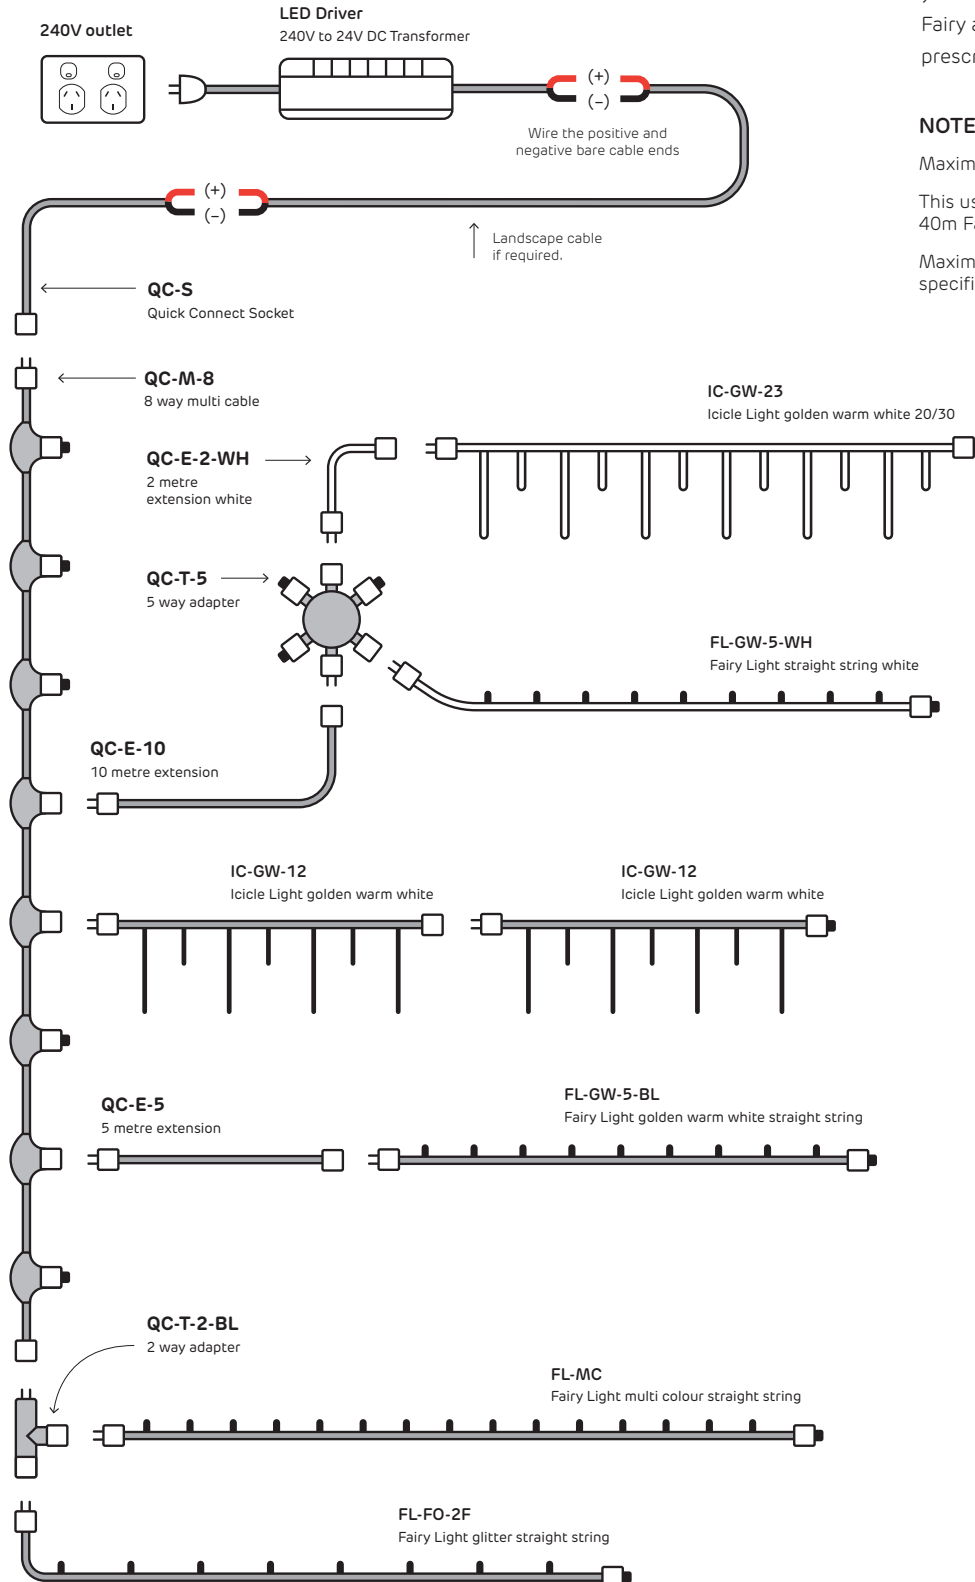 Fairy a
prescr
240V outlet
LED Driver
240V to 24V DC Transformer
(+)
(−)
Wire the positive and
negative bare cable ends
NOTE
Maxim
This us
40m Fa
Maxim
specifi
(+)
(−)
Landscape cable
if required.
QC-S
Quick Connect Socket
QC-M-8
8 way multi cable
IC-GW-23
Icicle Light golden warm white 20/30
QC-E-2-WH
2 metre
extension white
QC-T-5
5 way adapter
FL-GW-5-WH
Fairy Light straight string white
QC-E-10
10 metre extension
IC-GW-12
Icicle Light golden warm white
IC-GW-12
Icicle Light golden warm white
QC-E-5
5 metre extension
FL-GW-5-BL
Fairy Light golden warm white straight string
QC-T-2-BL
2 way adapter
FL-MC
Fairy Light multi colour straight string
FL-FO-2F
Fairy Light glitter straight string